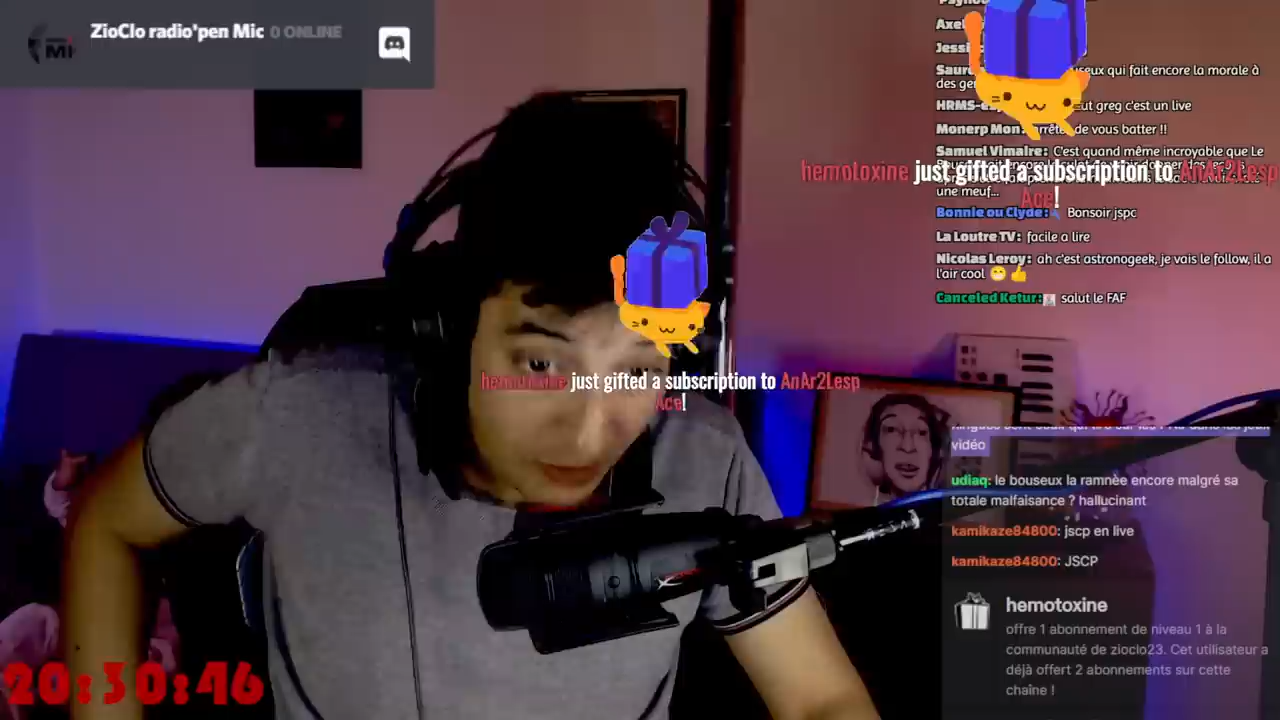 ZioClo radio'pen Mic 0 ONLINE
MI
Axel
Jessi
useux qui fait encore la morale à
des ge
HRMS-e ut greg c'est un live
Monerp Mon: arrête de vous batter !!
Samuel Vimaire: C'est quand même incroyable que Le
une meuf...
hemotoxine just gifted a subscription to AnAr2Lesp
Ace!
Bonnie ou Clyde: Bonsoir jspc
La Loutre TV: facile a lire
Nicolas Leroy: ah c'est astronogeek, je vais le follow, il a
l'air cool 😁 👍
Canceled Ketur: salut le FAF
hemotoxine just gifted a subscription to AnAr2Lesp
Ace!
vidéo
udiaq: le bouseux la ramnèe encore malgré sa
totale malfaisance ? hallucinant
kamikaze84800: jscp en live
kamikaze84800: JSCP
hemotoxine
offre 1 abonnement de niveau 1 à la
communauté de zioclo23. Cet utilisateur a
déjà offert 2 abonnements sur cette
chaîne !
20:30:46